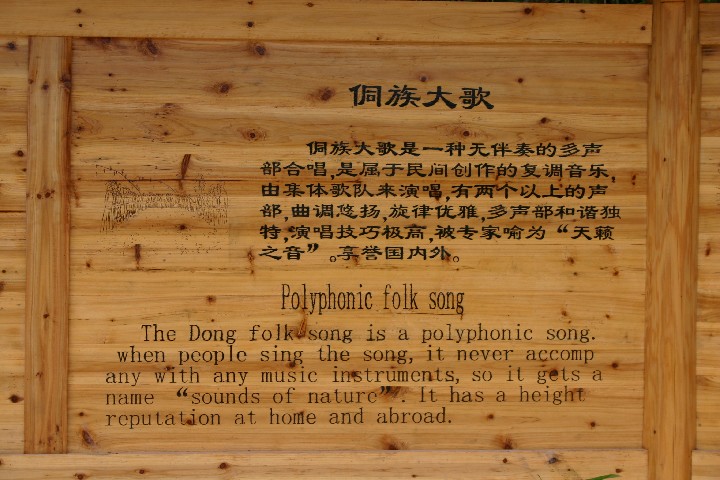 侗族大歌
侗族大歌是一种无伴奏的多声
部合唱,是属于民间创作的复调音乐,
由集体歌队来演唱,有两个以上的声
部,曲调悠扬,旋律优雅,多声部和谐独
特,演唱技巧极高,被专家喻为“天籁
之音”。享誉国内外。
Polyphonic folk song
The Dong folk song is a polyphonic song.
when people sing the song, it never accomp
any with any music instruments, so it gets a
name “sounds of nature”. It has a height
reputation at home and abroad.